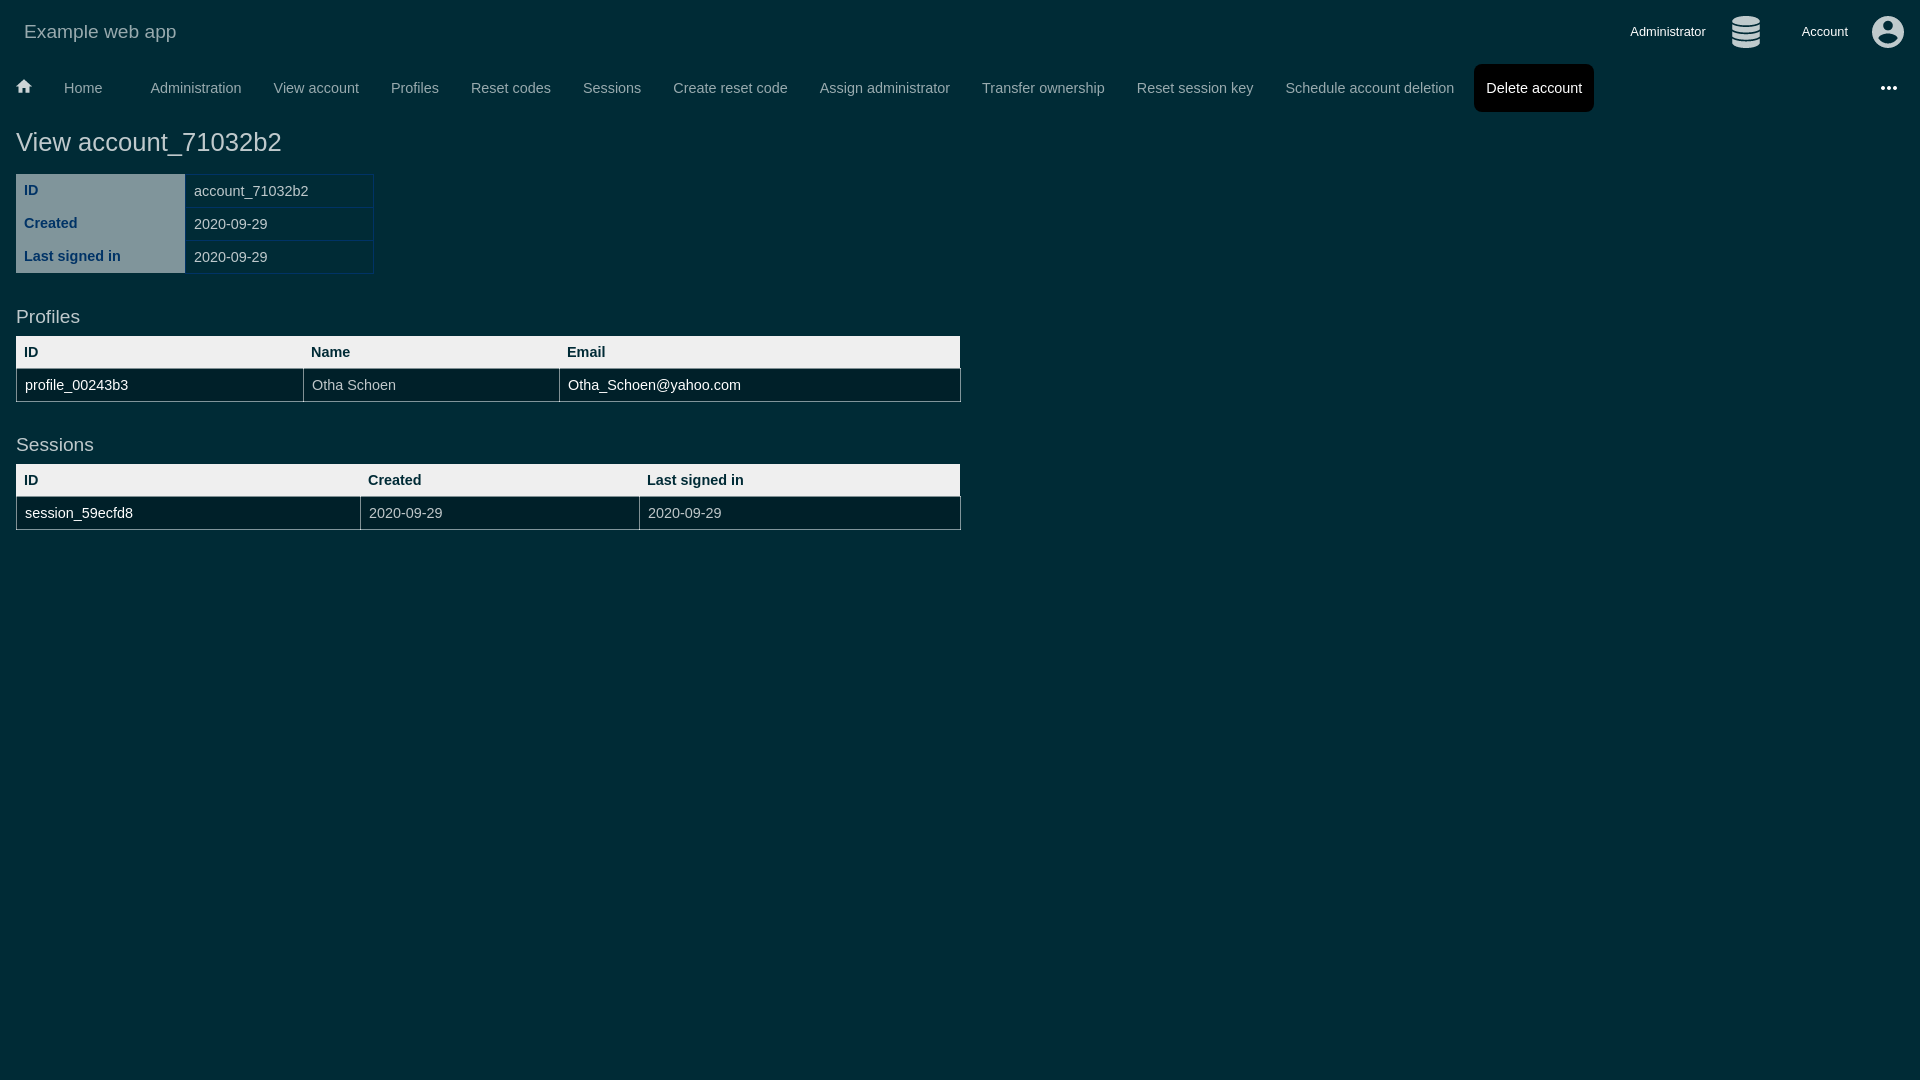 Example web app
Administrator Account
Home Administration View account Profiles Reset codes Sessions Create reset code Assign administrator Transfer ownership Reset session key Schedule account deletion Delete account
View account_71032b2
ID account_71032b2
Created 2020-09-29
Last signed in 2020-09-29
Profiles
ID Name Email
profile_00243b3 Otha Schoen Otha_Schoen@yahoo.com
Sessions
ID Created Last signed in
session_59ecfd8 2020-09-29 2020-09-29